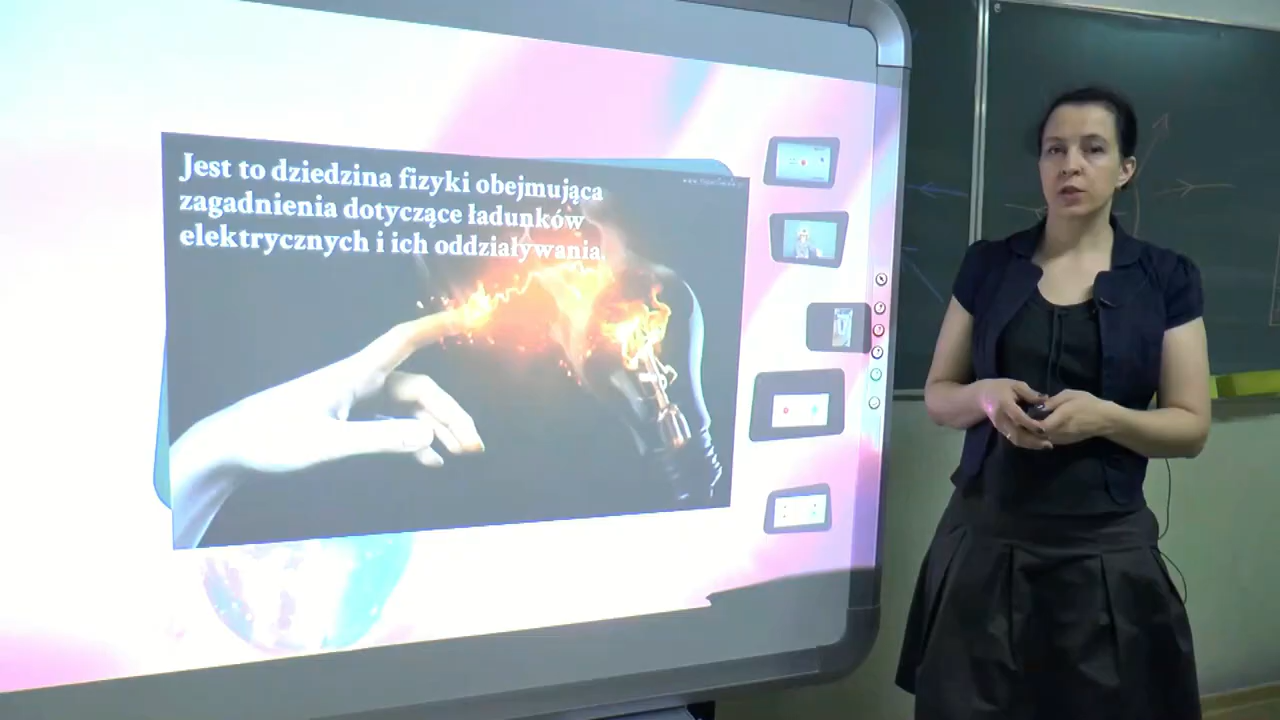 Jest to dziedzina fizyki obejmująca
zagadnienia dotyczące ładunków
elektrycznych i ich oddziaływania.